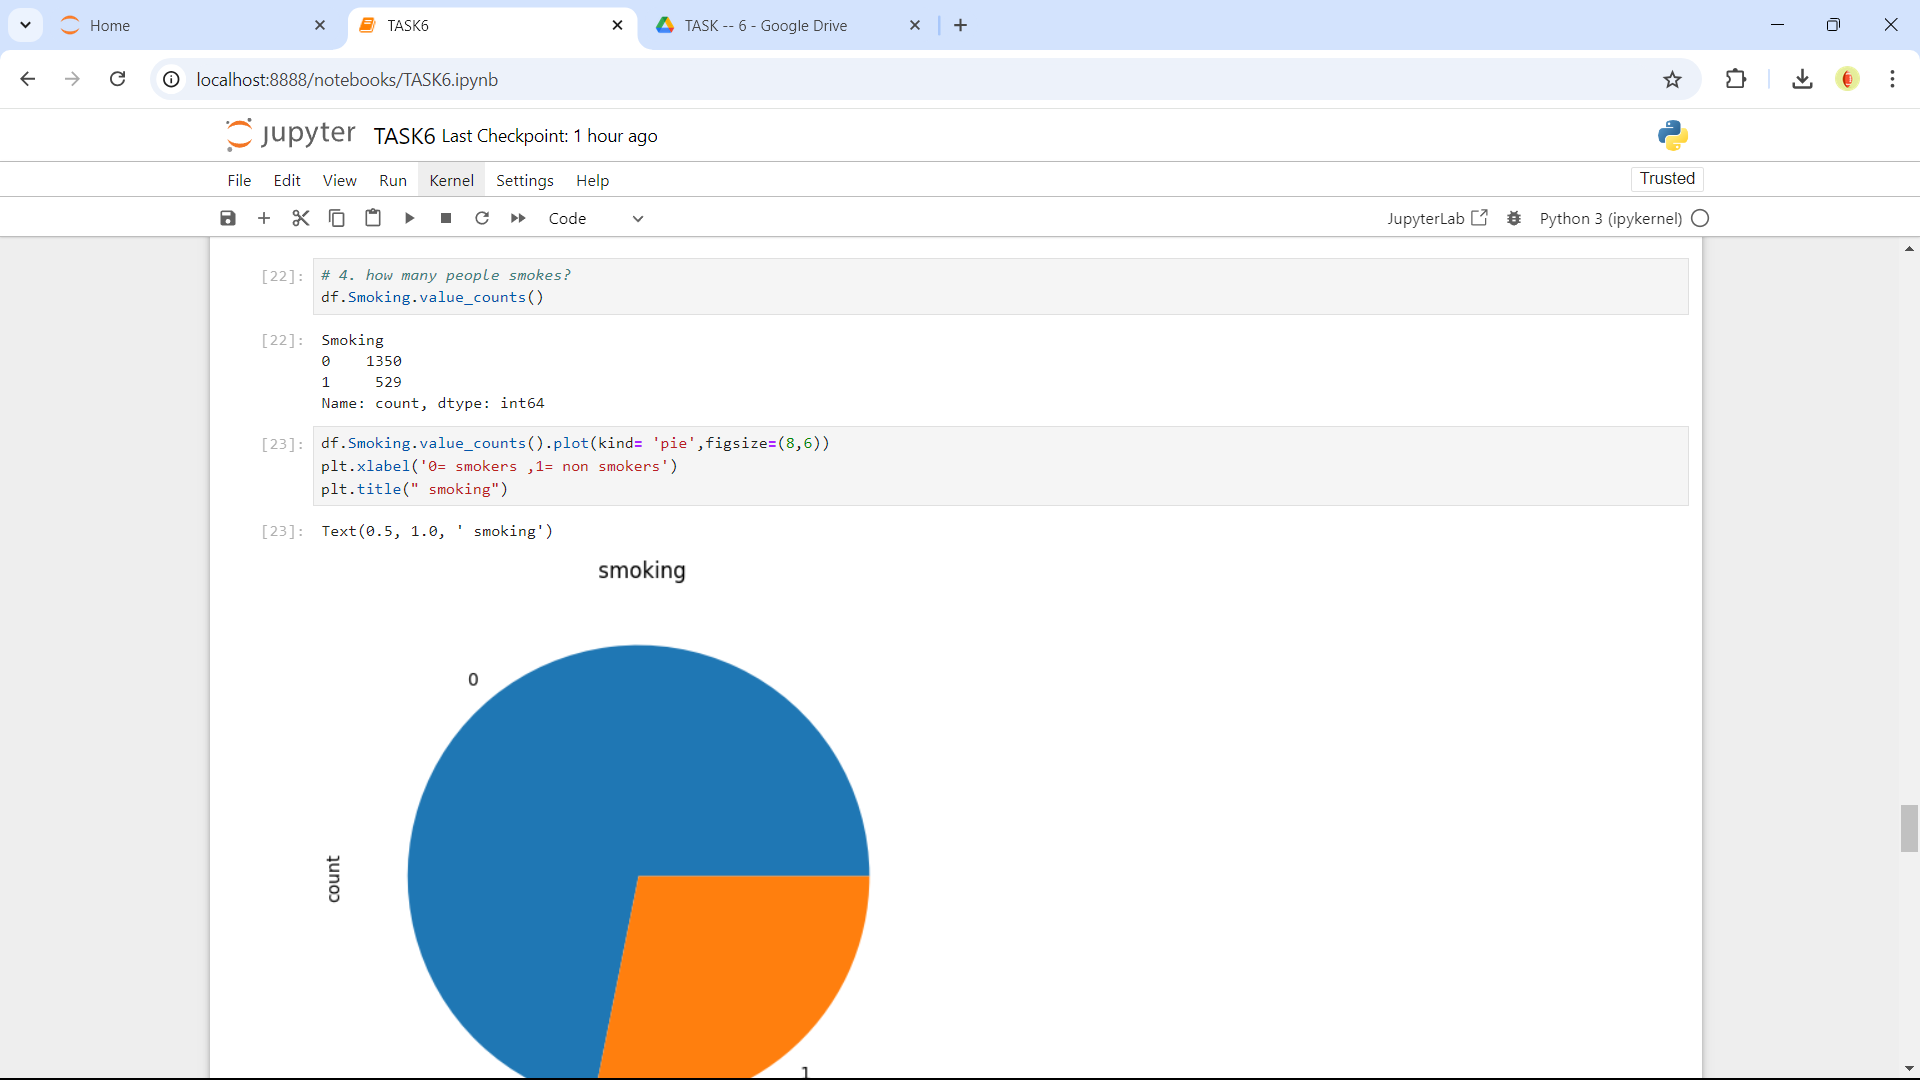 Home
TASK6
TASK -- 6 - Google Drive
localhost:8888/notebooks/TASK6.ipynb
jupyter TASK6 Last Checkpoint: 1 hour ago
File Edit View Run Kernel Settings Help
Trusted
Code
JupyterLab
Python 3 (ipykernel)
[22]: # 4. how many people smokes?
df.Smoking.value_counts()
[22]: Smoking
0    1350
1     529
Name: count, dtype: int64
[23]: df.Smoking.value_counts().plot(kind= 'pie',figsize=(8,6))
plt.xlabel('0= smokers ,1= non smokers')
plt.title(" smoking")
[23]: Text(0.5, 1.0, ' smoking')
smoking
0
count
1